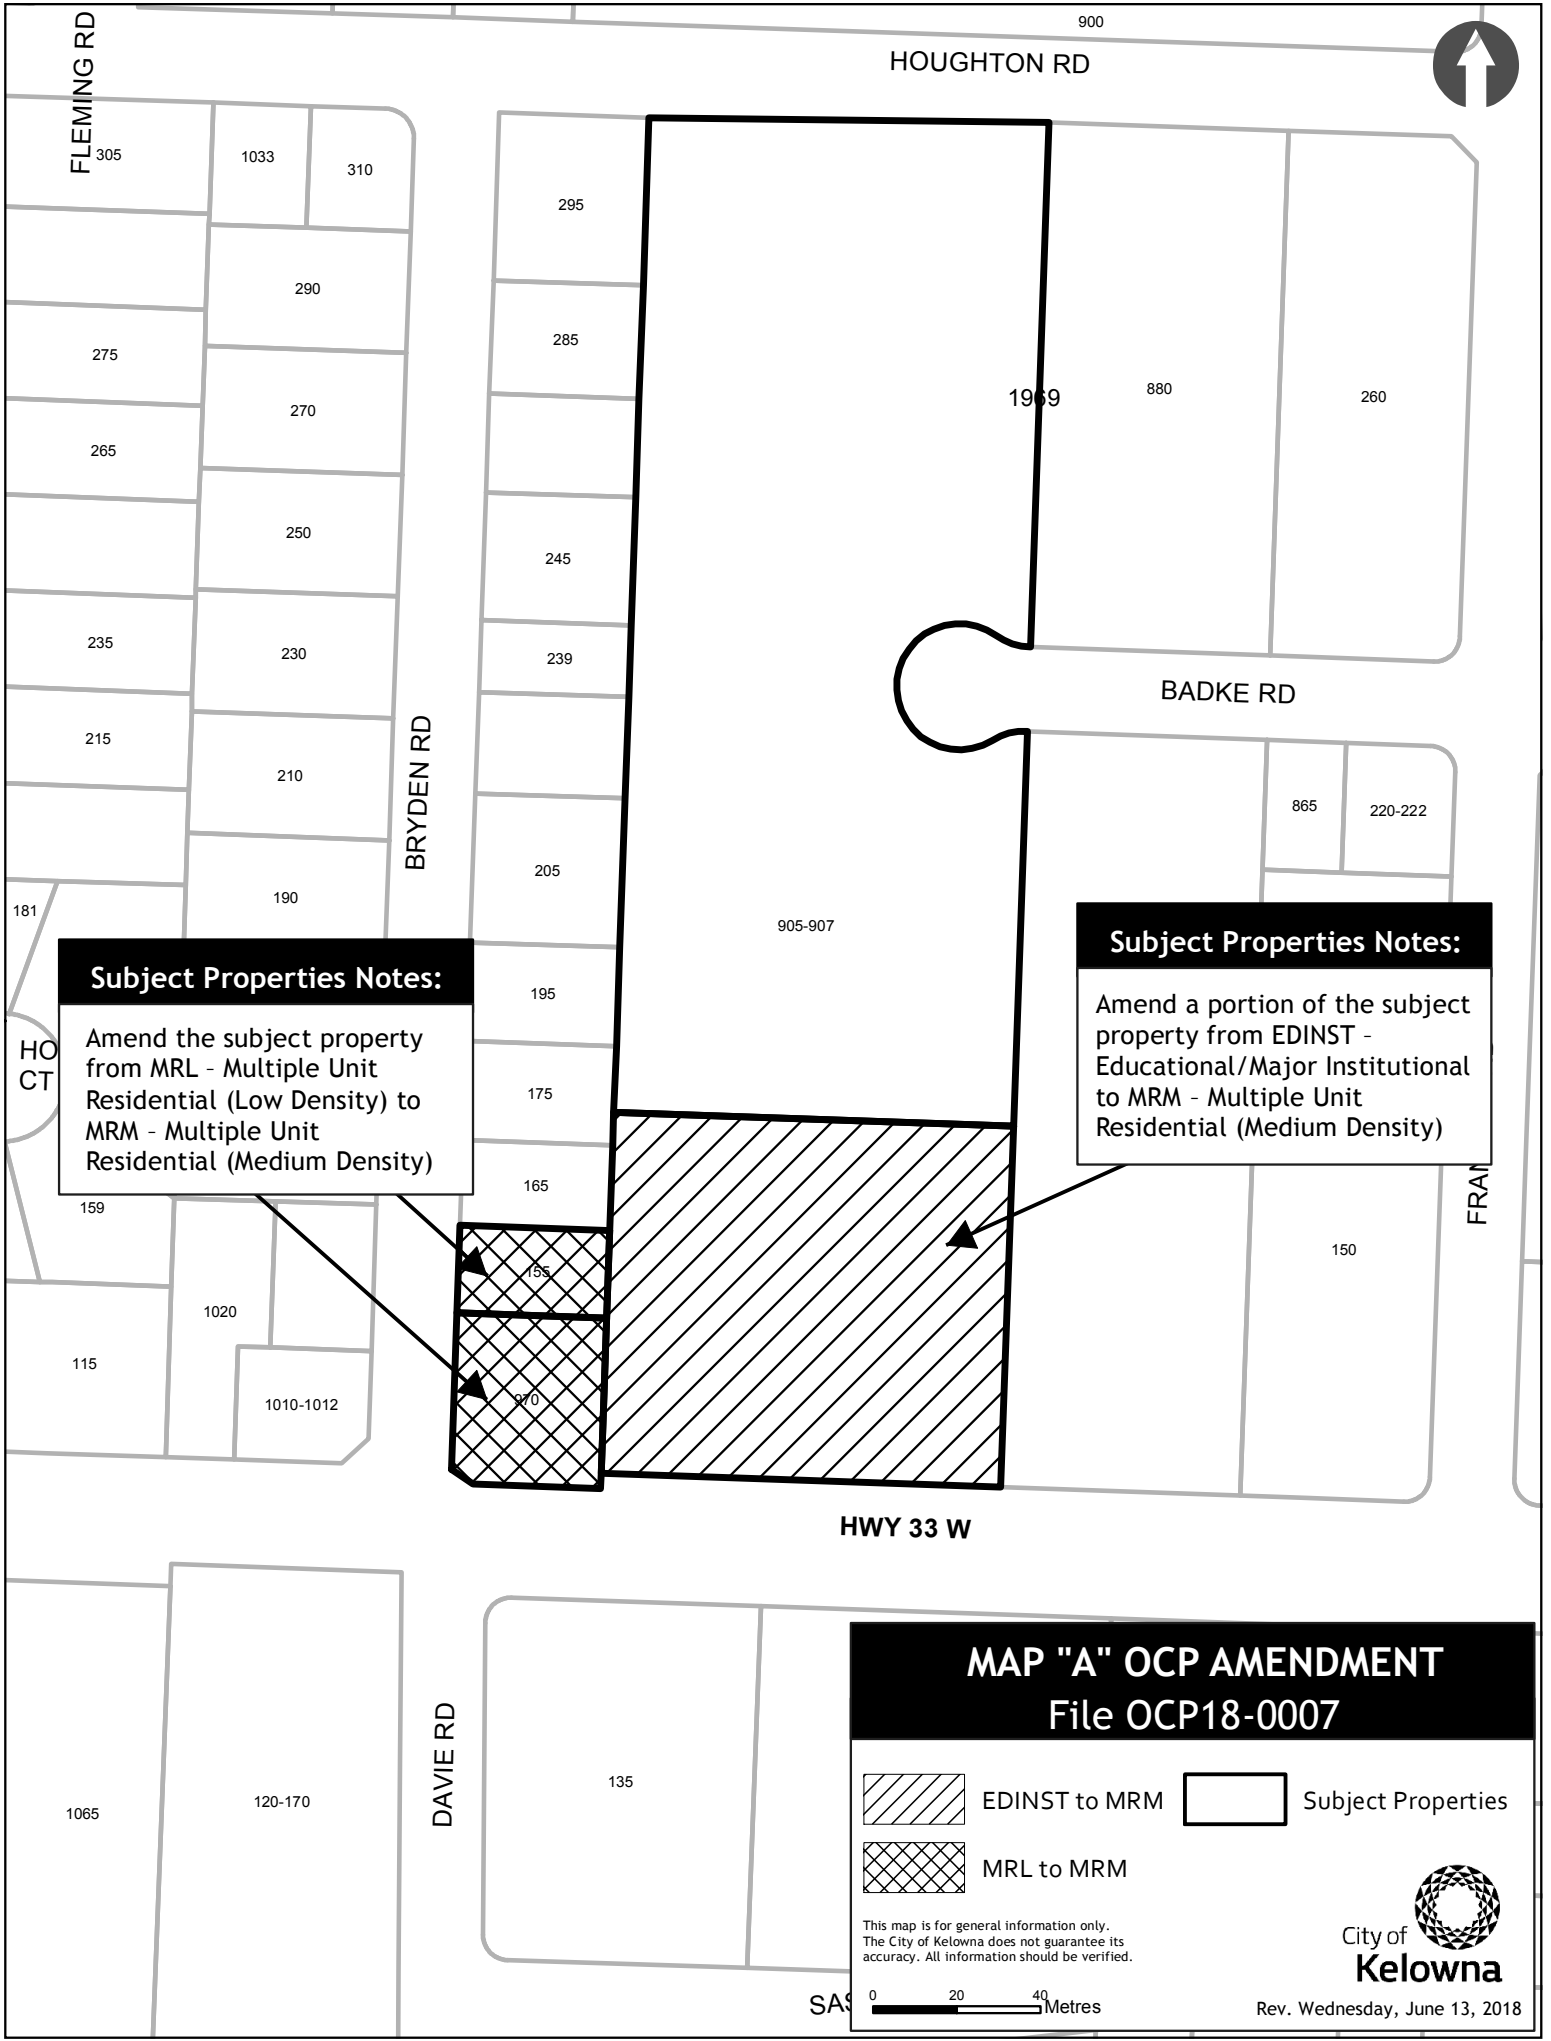 900
HOUGHTON RD
FLEMING RD
305
1033
310
295
290
285
275
270
1969
880
260
265
250
245
235
230
239
BADKE RD
215
210
BRYDEN RD
865
220-222
205
190
181
905-907
195
Subject Properties Notes:
Amend the subject property
from MRL - Multiple Unit
Residential (Low Density) to
MRM - Multiple Unit
Residential (Medium Density)
Subject Properties Notes:
Amend a portion of the subject
property from EDINST -
Educational/Major Institutional
to MRM - Multiple Unit
Residential (Medium Density)
HO
CT
175
165
159
FRAN
155
150
1020
115
970
1010-1012
HWY 33 W
DAVIE RD
135
120-170
1065
SAS
MAP "A" OCP AMENDMENT
File OCP18-0007
EDINST to MRM
Subject Properties
MRL to MRM
This map is for general information only.
The City of Kelowna does not guarantee its
accuracy. All information should be verified.
0 20 40
Metres
City of
Kelowna
Rev. Wednesday, June 13, 2018